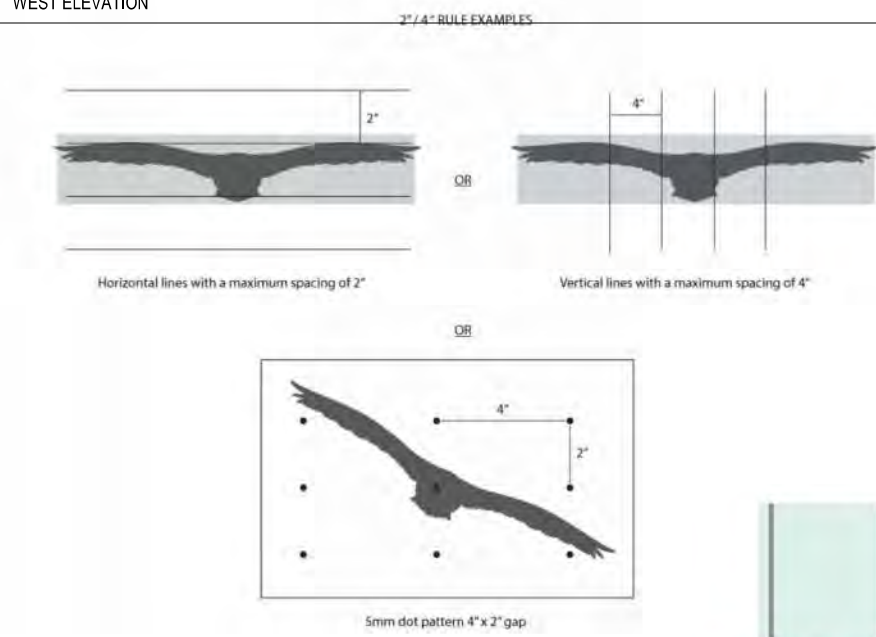 WEST ELEVATION
2"/4" RULE EXAMPLES
2"
4"
OR
Horizontal lines with a maximum spacing of 2"
Vertical lines with a maximum spacing of 4"
OR
4"
2"
5mm dot pattern 4" x 2" gap